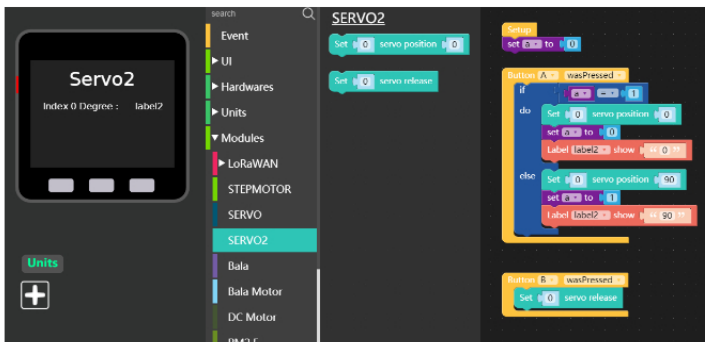 Servo2
Index 0 Degree : label2
Units
search
Event
UI
Hardwares
Units
Modules
LoRaWAN
STEPMOTOR
SERVO
SERVO2
Bala
Bala Motor
DC Motor
SERVO2
Set 0 servo position 0
Set 0 servo release
Setup
set a to 0
Button A wasPressed
if a = 1
do Set 0 servo position 0
set a to 0
Label label2 show “ 0 ”
else Set 0 servo position 90
set a to 1
Label label2 show “ 90 ”
Button B wasPressed
Set 0 servo release